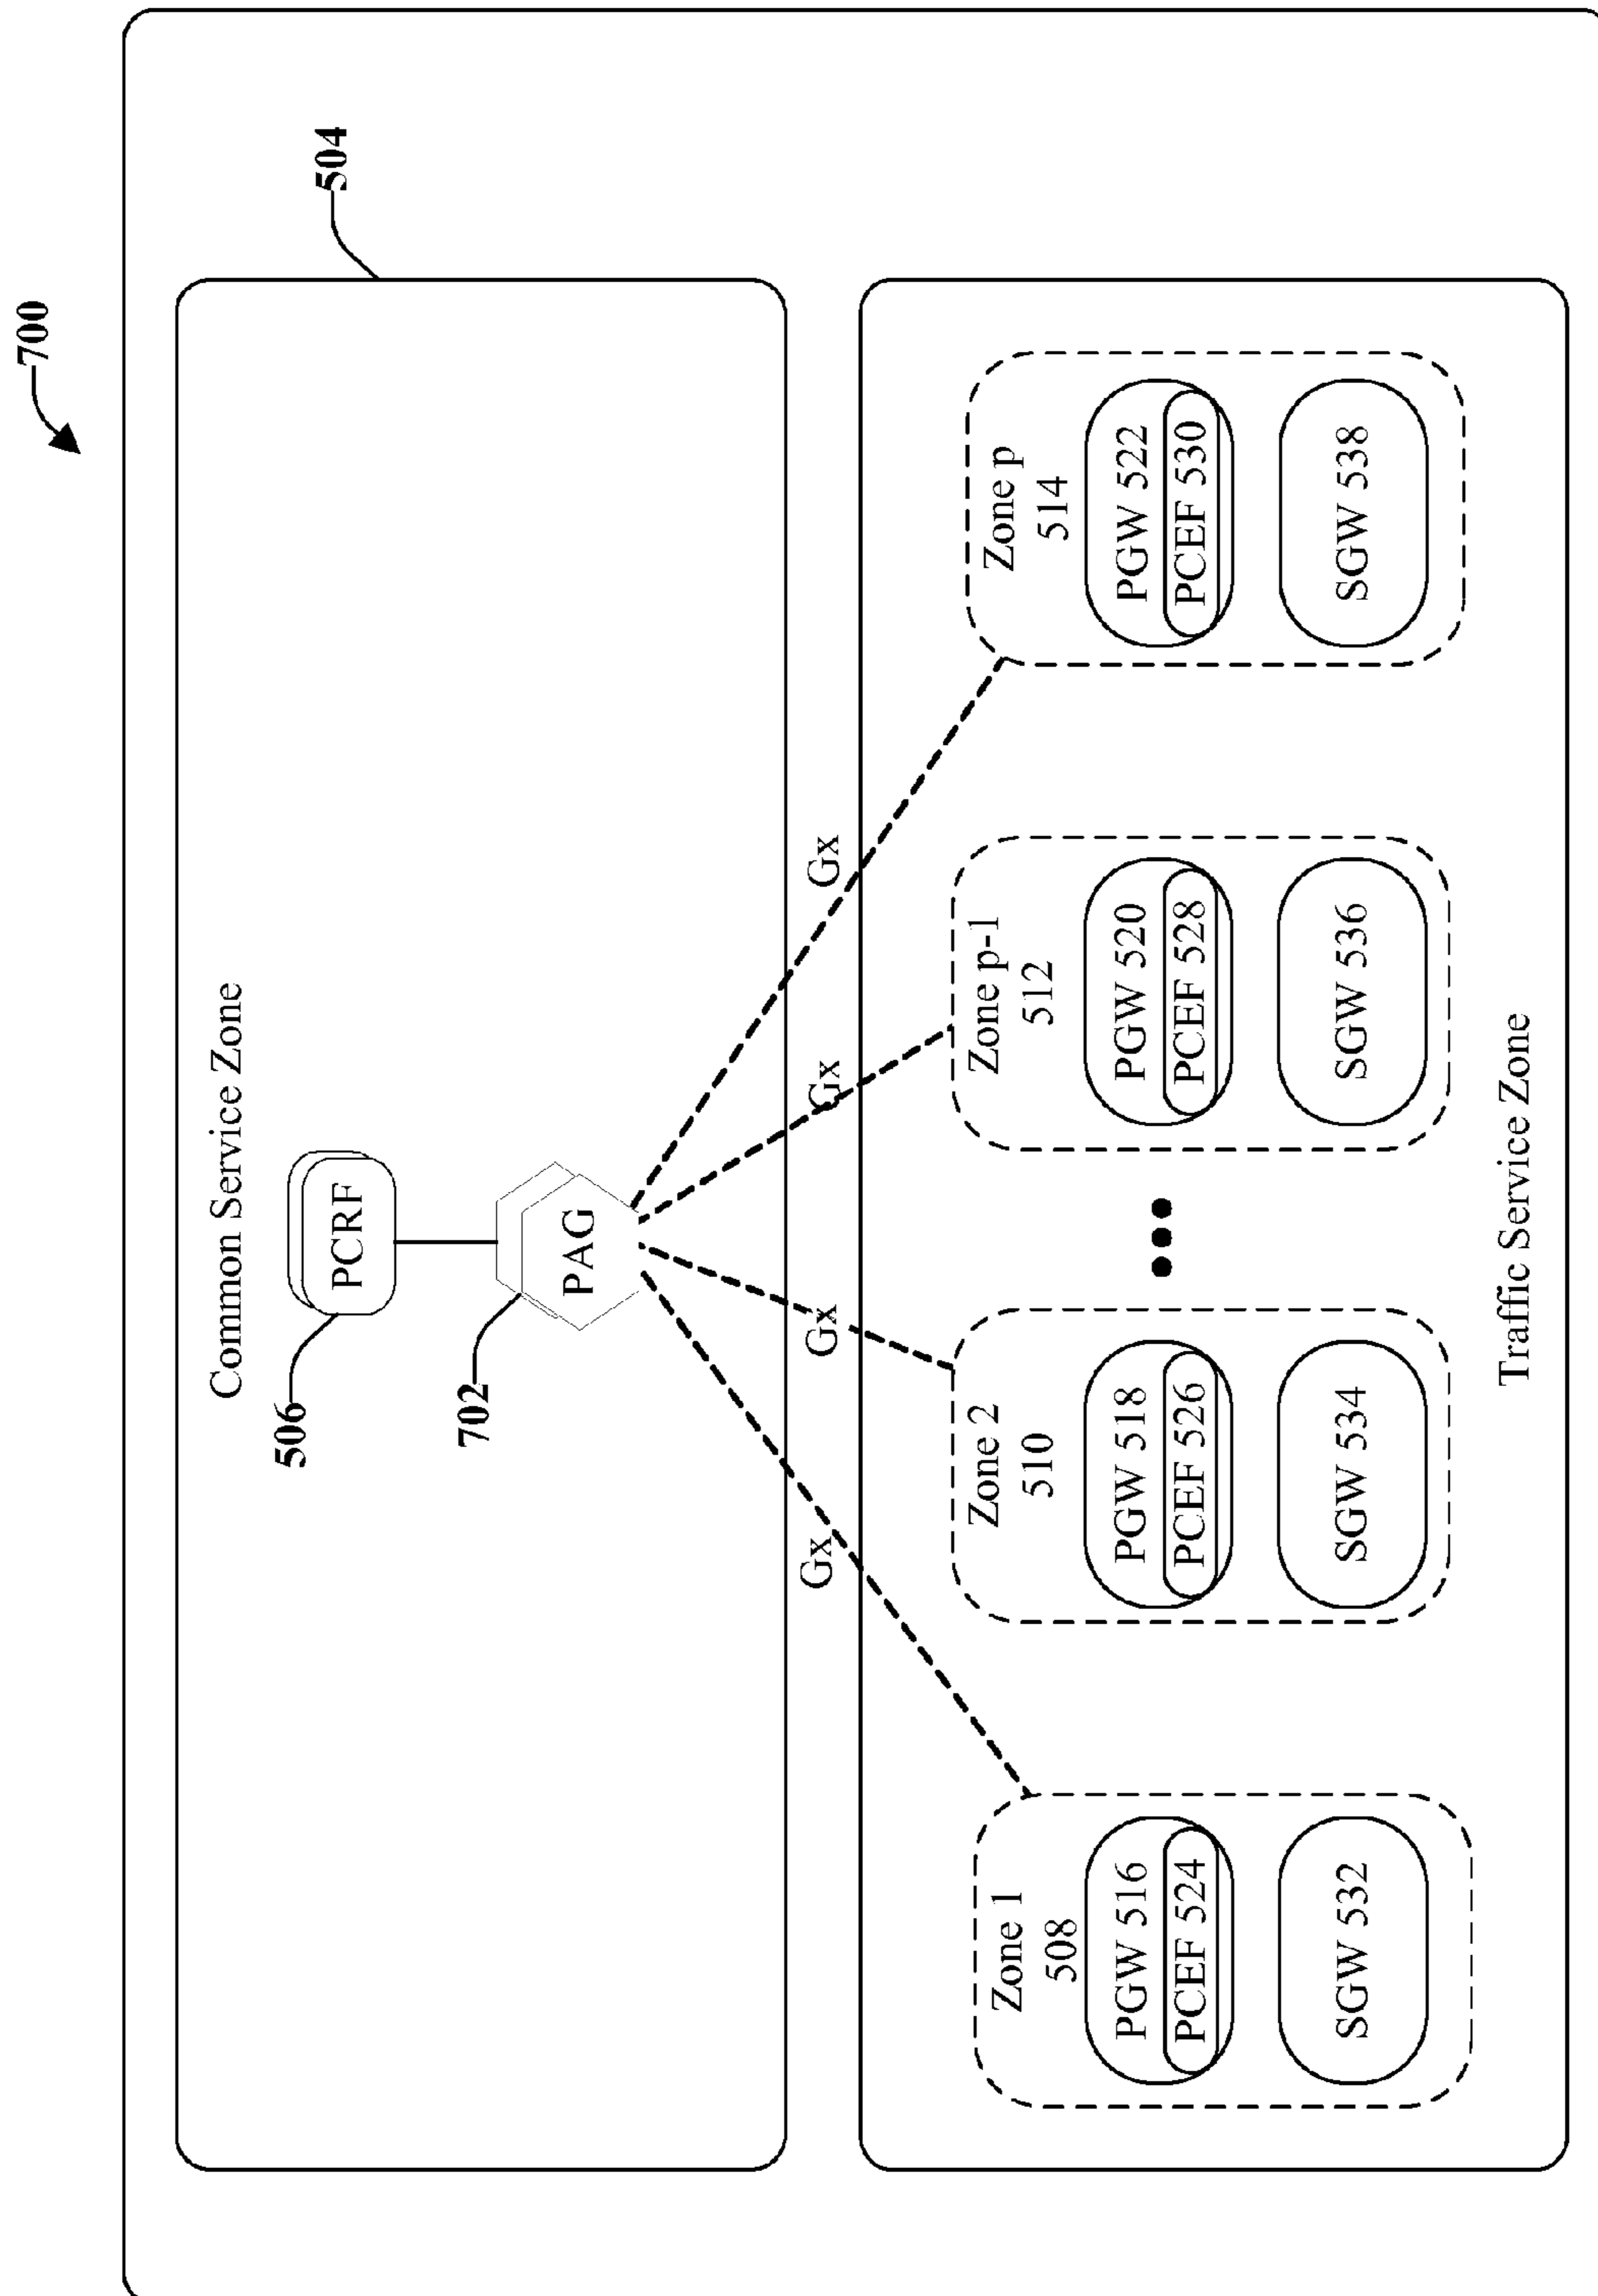 700
504
Common Service Zone
506
PCRF
702
PAG
Gx
Gx
Gx
Gx
Zone 1
508
PGW 516
PCEF 524
SGW 532
Zone 2
510
PGW 518
PCEF 526
SGW 534
Zone p-1
512
PGW 520
PCEF 528
SGW 536
Zone p
514
PGW 522
PCEF 530
SGW 538
Traffic Service Zone